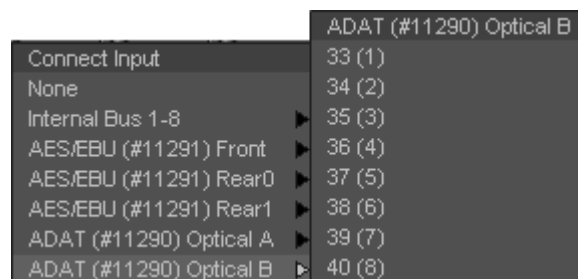 Connect Input
None
Internal Bus 1-8
AES/EBU (#11291) Front
AES/EBU (#11291) Rear0
AES/EBU (#11291) Rear1
ADAT (#11290) Optical A
ADAT (#11290) Optical B
ADAT (#11290) Optical B
33 (1)
34 (2)
35 (3)
36 (4)
37 (5)
38 (6)
39 (7)
40 (8)